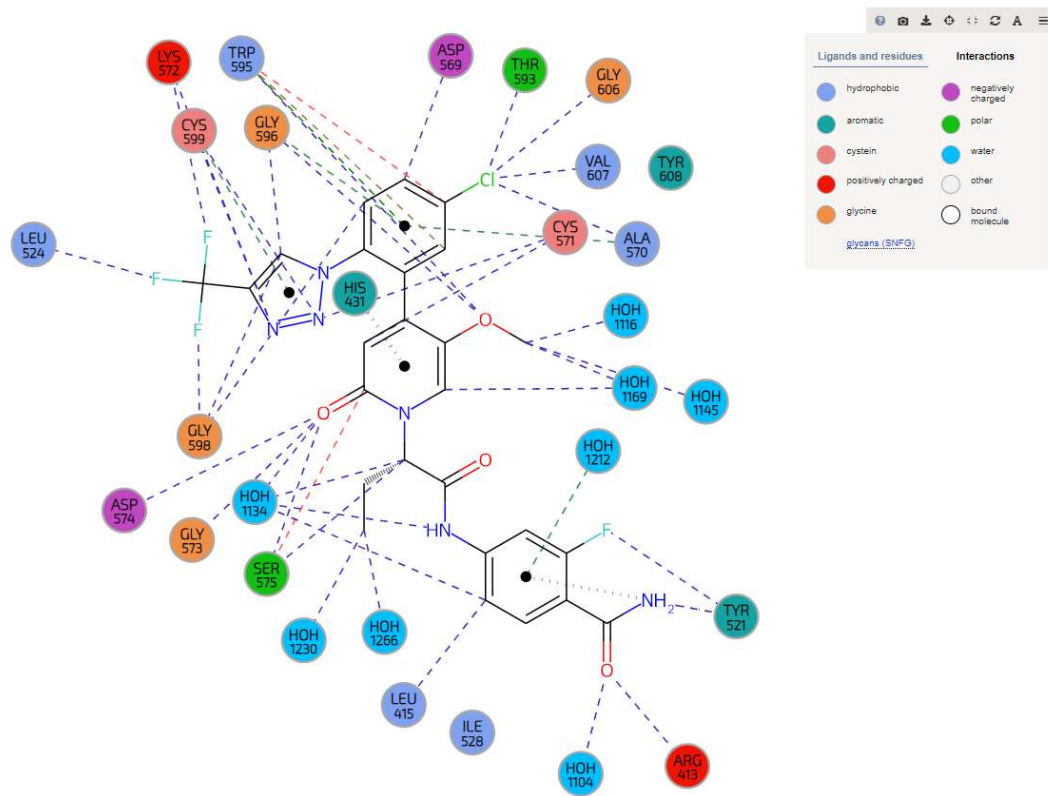 A
Ligands and residues
Interactions
hydrophobic
negatively charged
aromatic
polar
cystein
water
positively charged
other
glycine
bound molecule
glycans (SNFG)
LYS 572
TRP 595
ASP 569
THR 593
GLY 606
CYS 599
GLY 596
VAL 607
TYR 608
Cl
LEU 524
F
F
F
N
N
N
HIS 431
CYS 571
ALA 570
O
HOH 1116
HOH 1169
HOH 1145
O
N
GLY 598
ASP 574
HOH 1134
GLY 573
SER 575
O
HOH 1212
HN
F
NH2
TYR 521
HOH 1230
HOH 1266
LEU 415
ILE 528
O
HOH 1104
ARG 413